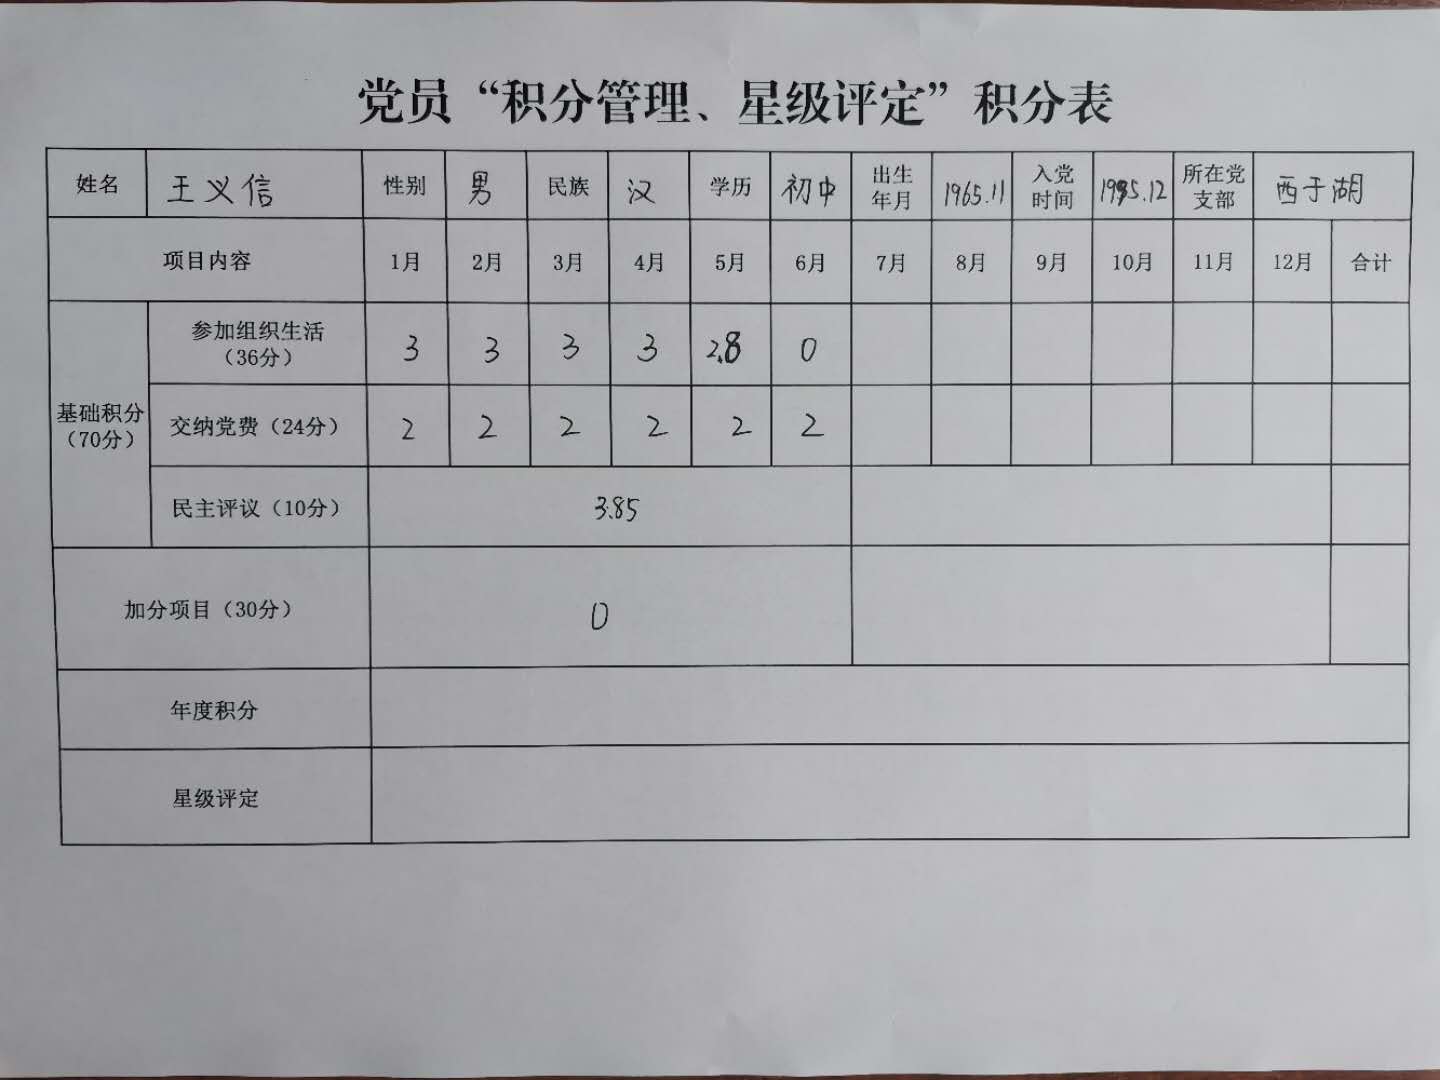 党员“积分管理、星级评定”积分表
姓名 王义信 性别 男 民族 汉 学历 初中 出生年月 1965.11 入党时间 1995.12 所在党支部 西于湖
项目内容 1月 2月 3月 4月 5月 6月 7月 8月 9月 10月 11月 12月 合计
基础积分（70分）
参加组织生活（36分） 3 3 3 3 2.8 0
交纳党费（24分） 2 2 2 2 2 2
民主评议（10分） 3.85
加分项目（30分） 0
年度积分
星级评定